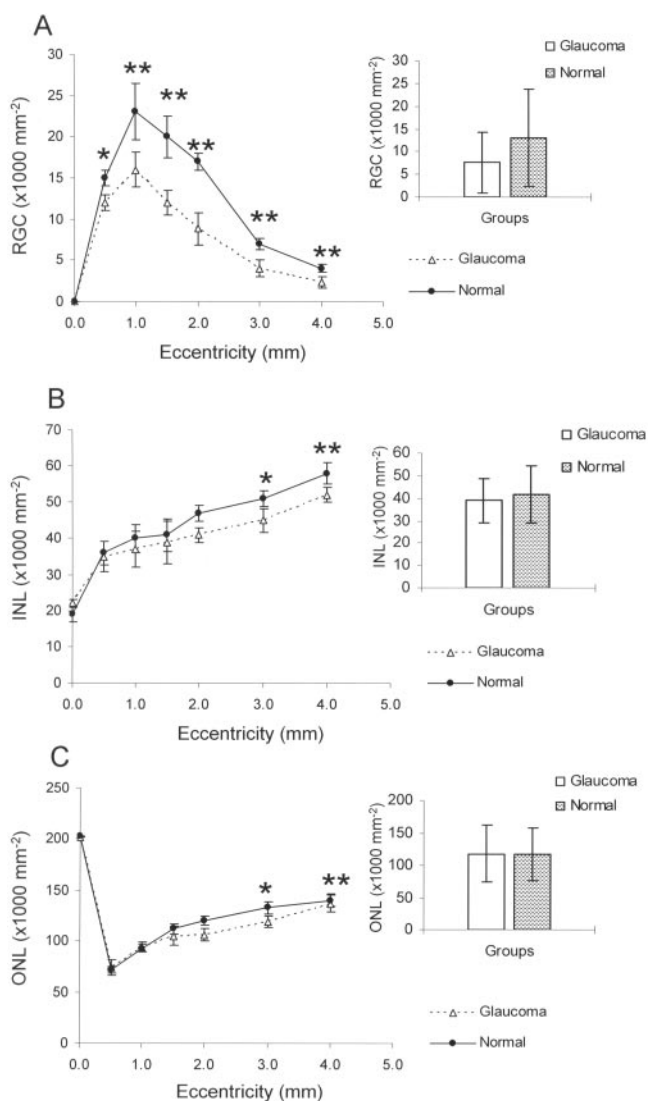 A
RGC (x1000 mm-2)
30
25
20
15
10
5
0
* ** ** ** ** **
0.0 1.0 2.0 3.0 4.0 5.0
Eccentricity (mm)
RGC (x1000 mm-2)
30
25
20
15
10
5
0
Groups
Glaucoma
Normal
Glaucoma
Normal
B
INL (x1000 mm-2)
70
60
50
40
30
20
10
0
* **
0.0 1.0 2.0 3.0 4.0 5.0
Eccentricity (mm)
INL (x1000 mm-2)
60
50
40
30
20
10
0
Groups
Glaucoma
Normal
Glaucoma
Normal
C
ONL (x1000 mm-2)
250
200
150
100
50
0
* **
0.0 1.0 2.0 3.0 4.0 5.0
Eccentricity (mm)
ONL (x1000 mm-2)
200
150
100
50
0
Groups
Glaucoma
Normal
Glaucoma
Normal